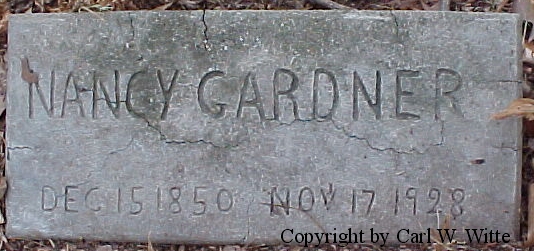 NANCY GARDNER
DEC 15 1850 NOV 17 1928
Copyright by Carl W. Witte